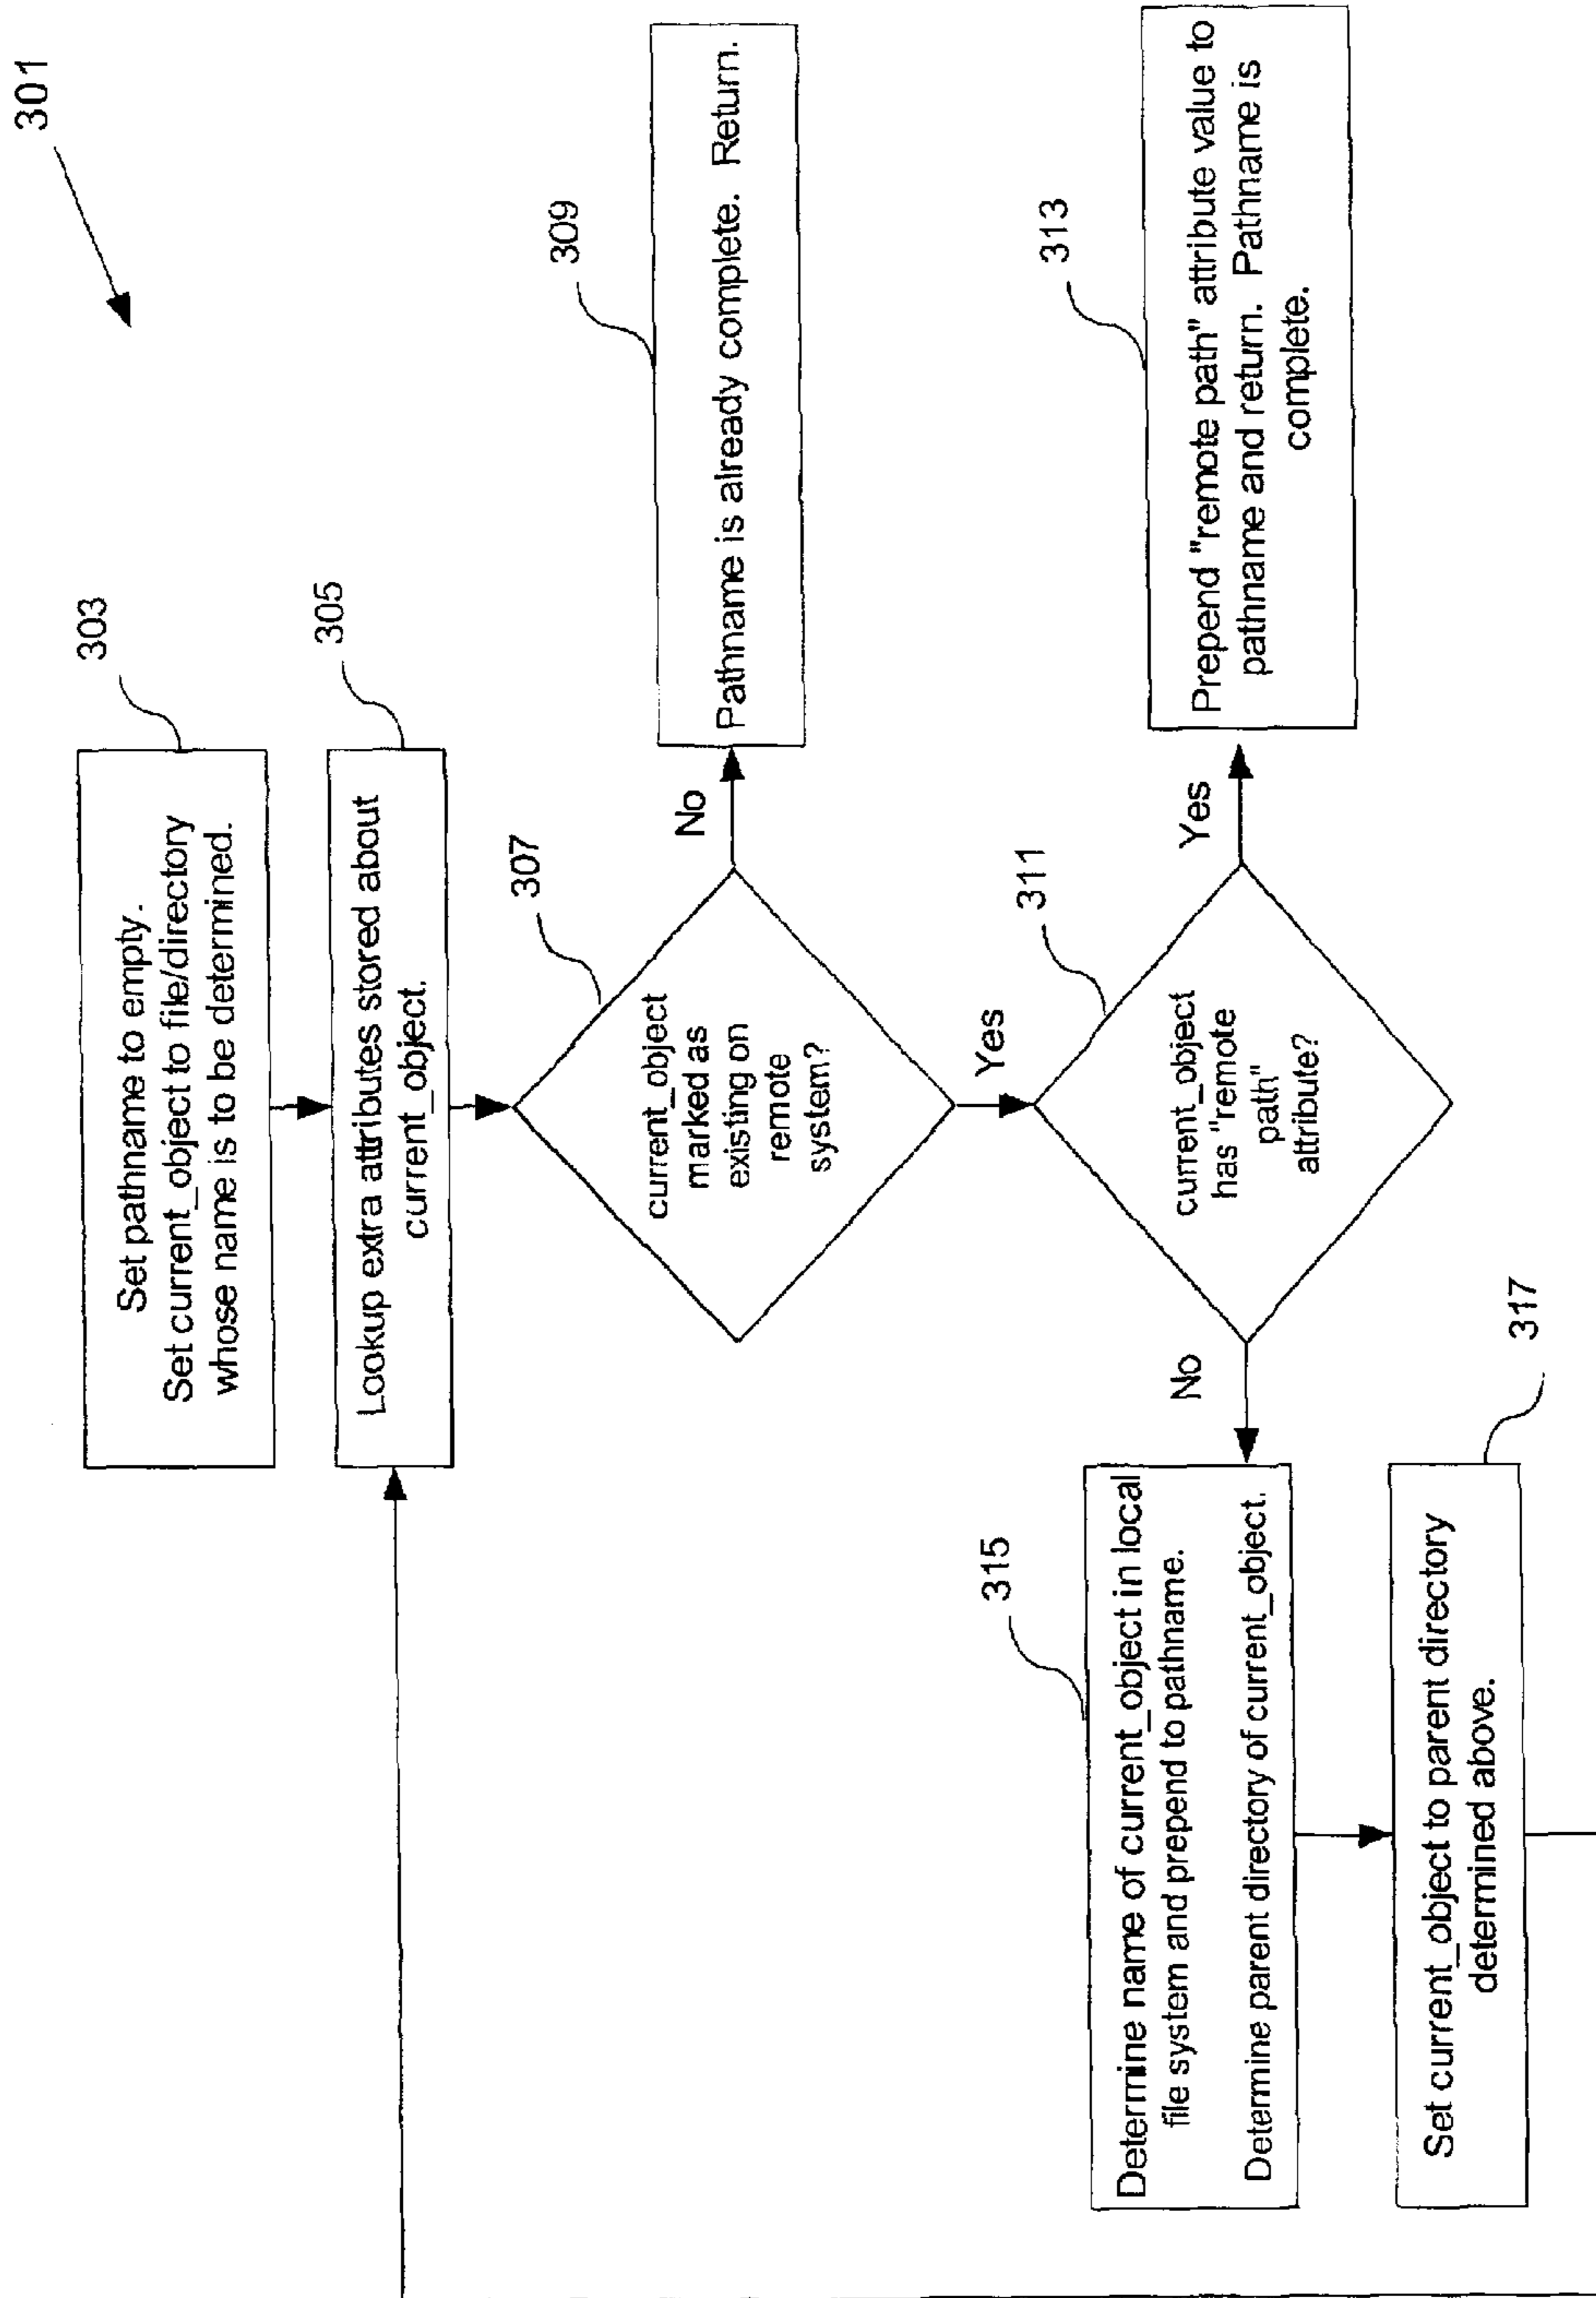 301
303
Set pathname to empty.
Set current_object to file/directory
whose name is to be determined.
305
Lookup extra attributes stored about
current_object.
307
current_object
marked as
existing on
remote
system?
No
309
Pathname is already complete. Return.
Yes
311
current_object
has "remote
path"
attribute?
Yes
313
Prepend "remote path" attribute value to
pathname and return. Pathname is
complete.
No
315
Determine name of current_object in local
file system and prepend to pathname.
Determine parent directory of current_object.
317
Set current_object to parent directory
determined above.